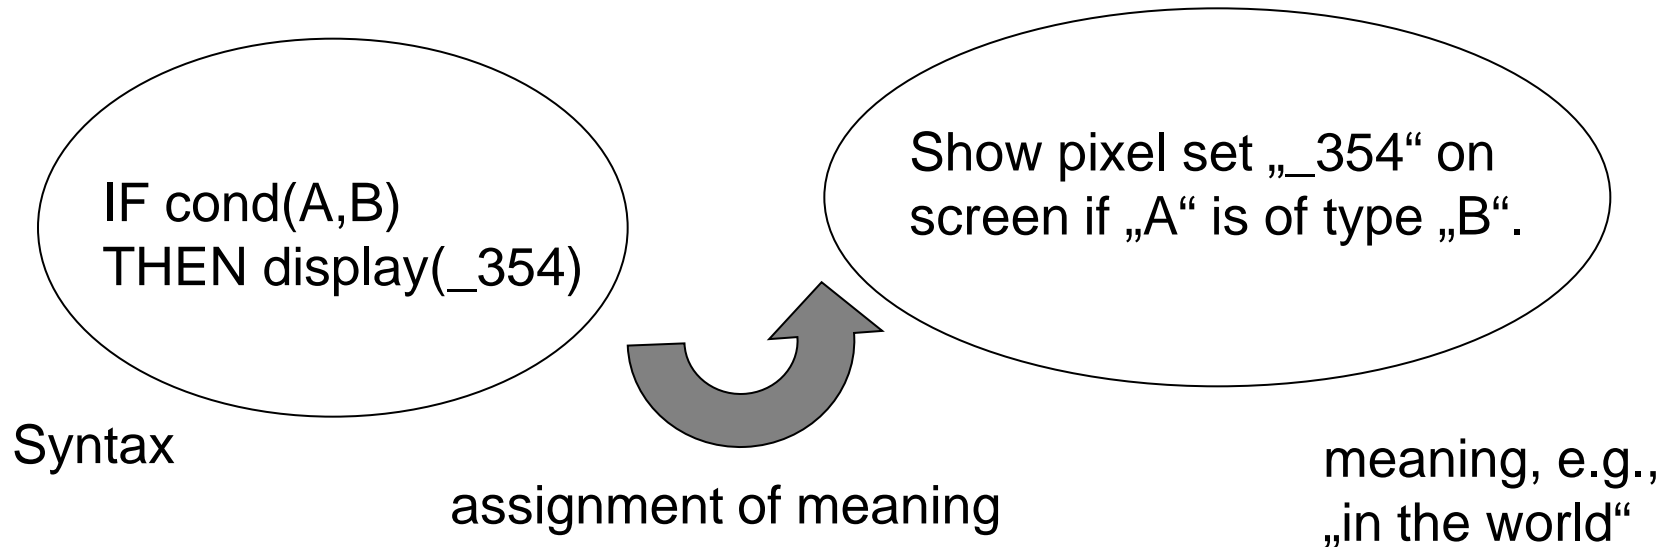 IF cond(A,B)
THEN display(_354)
Show pixel set „_354“ on
screen if „A“ is of type „B“.
Syntax
assignment of meaning
meaning, e.g.,
„in the world“